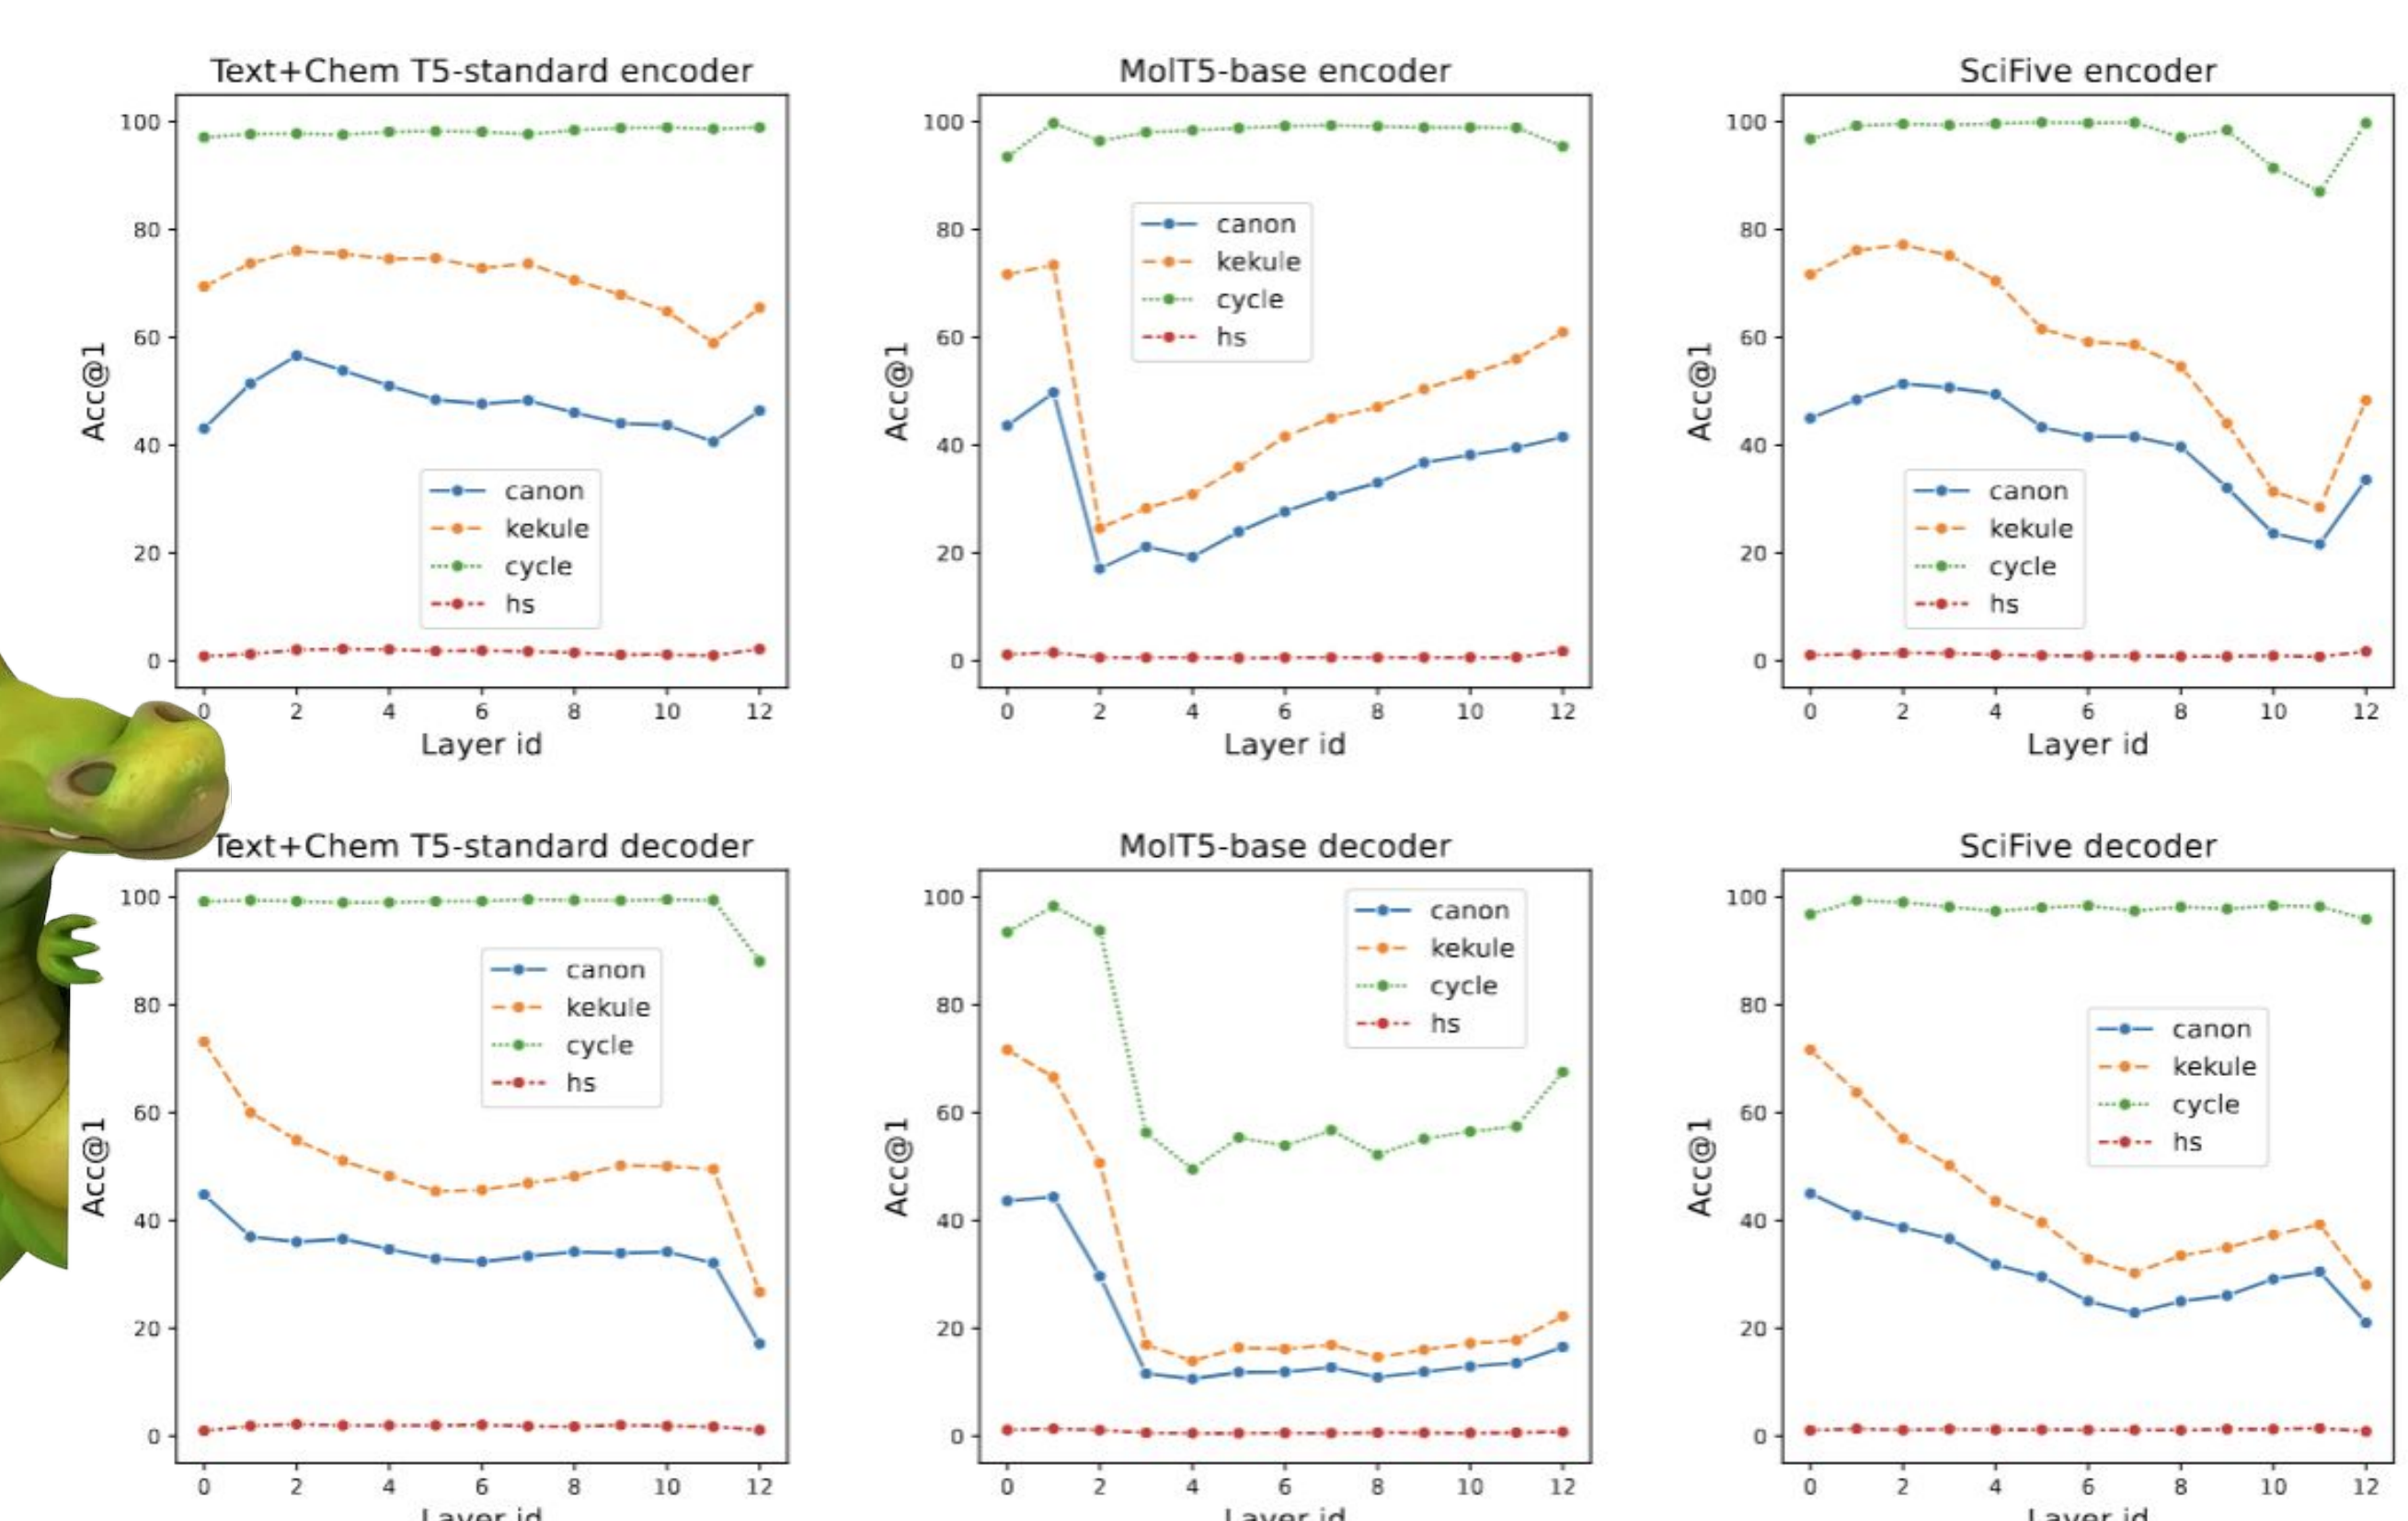 Text+Chem T5-standard encoder
100
80
60
40
20
0
Acc@1
canon
kekule
cycle
hs
0 2 4 6 8 10 12
Layer id
MolT5-base encoder
100
80
60
40
20
0
Acc@1
canon
kekule
cycle
hs
0 2 4 6 8 10 12
Layer id
SciFive encoder
100
80
60
40
20
0
Acc@1
canon
kekule
cycle
hs
0 2 4 6 8 10 12
Layer id
Text+Chem T5-standard decoder
100
80
60
40
20
0
Acc@1
canon
kekule
cycle
hs
0 2 4 6 8 10 12
Layer id
MolT5-base decoder
100
80
60
40
20
0
Acc@1
canon
kekule
cycle
hs
0 2 4 6 8 10 12
Layer id
SciFive decoder
100
80
60
40
20
0
Acc@1
canon
kekule
cycle
hs
0 2 4 6 8 10 12
Layer id